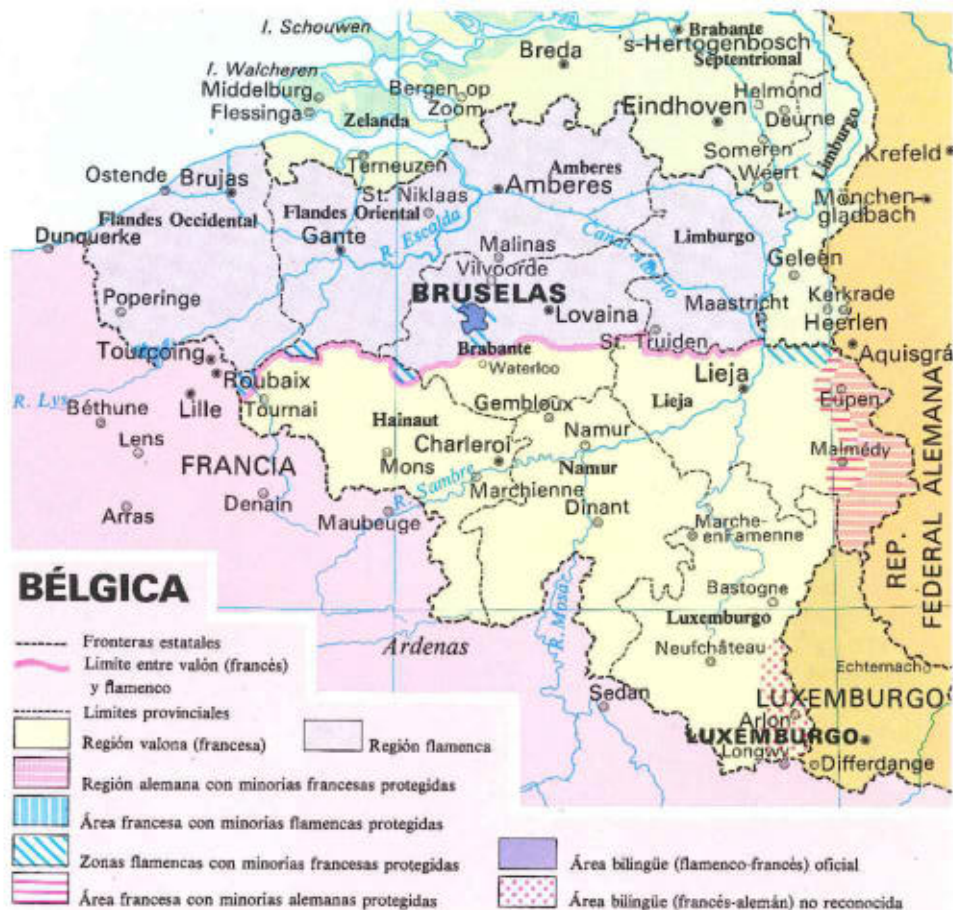 I. Schouwen
Brabante
Septentrional
Breda
's-Hertogenbosch
I. Walcheren
Middelburg
Bergen op
Zoom
Helmond
Flessinga
Eindhoven
Deurne
Zelanda
Limburgo
Someren
Krefeld
Terneuzen
Amberes
Weert
Ostende
Brujas
St. Niklaas
Amberes
Mönchen-
gladbach
Flandes Occidental
Flandes Oriental
R. Escalda
Canal Alberto
Limburgo
Dunquerke
Gante
Malinas
Geleen
Vilvoorde
Poperinge
BRUSELAS
Lovaina
Maastricht
Kerkrade
Heerlen
St. Truiden
Tourcoing
Brabante
Aquisgrá
Waterloo
Roubaix
Lieja
R. Lys
Lille
Tournai
Gembloux
Lieja
Eupen
Béthune
Hainaut
Namur
Lens
Charleroi
Malmédy
FRANCIA
Mons
Namur
R. Sambre
Marchienne
Denain
Dinant
Arras
Maubeuge
Marche-
enframenne
REP.
FEDERAL ALEMANA
BÉLGICA
Bastogne
R. Mosa
Luxemburgo
Ardenas
Neufchâteau
Echternach
Sedan
LUXEMBURGO
Arlon
LUXEMBURGO
Longwy
Differdange
Fronteras estatales
Límite entre valón (francés)
y flamenco
Límites provinciales
Región valona (francesa)
Región flamenca
Región alemana con minorías francesas protegidas
Área francesa con minorías flamencas protegidas
Zonas flamencas con minorías francesas protegidas
Área bilingüe (flamenco-francés) oficial
Área francesa con minorías alemanas protegidas
Área bilingüe (francés-alemán) no reconocida